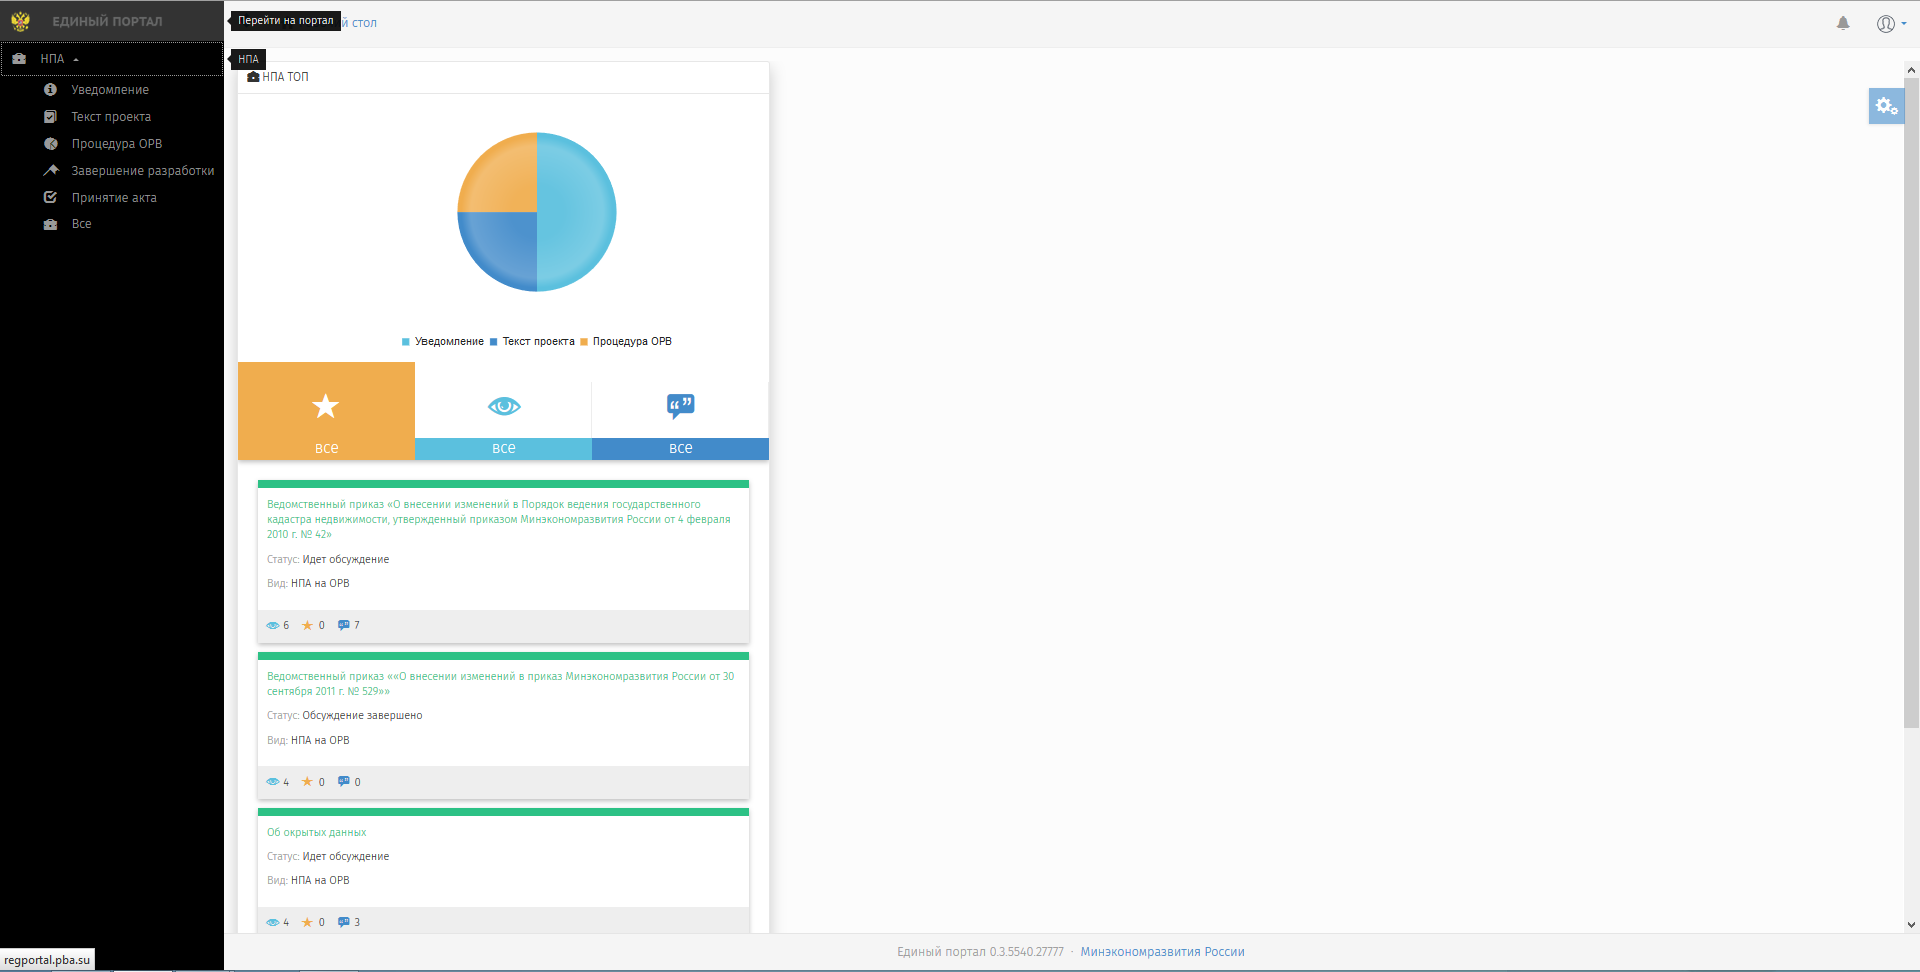 ЕДИНЫЙ ПОРТАЛ
Перейти на портал
й стол
НПА
НПА
Уведомление
Текст проекта
Процедура ОРВ
Завершение разработки
Принятие акта
Все
НПА ТОП
Уведомление Текст проекта Процедура ОРВ
все все все
Ведомственный приказ «О внесении изменений в Порядок ведения государственного
кадастра недвижимости, утвержденный приказом Минэкономразвития России от 4 февраля
2010 г. № 42»
Статус: Идет обсуждение
Вид: НПА на ОРВ
6 0 7
Ведомственный приказ ««О внесении изменений в приказ Минэкономразвития России от 30
сентября 2011 г. № 529»»
Статус: Обсуждение завершено
Вид: НПА на ОРВ
4 0 0
Об окрытых данных
Статус: Идет обсуждение
Вид: НПА на ОРВ
4 0 3
Единый портал 0.3.5540.27777 · Минэкономразвития России
regportal.pba.su